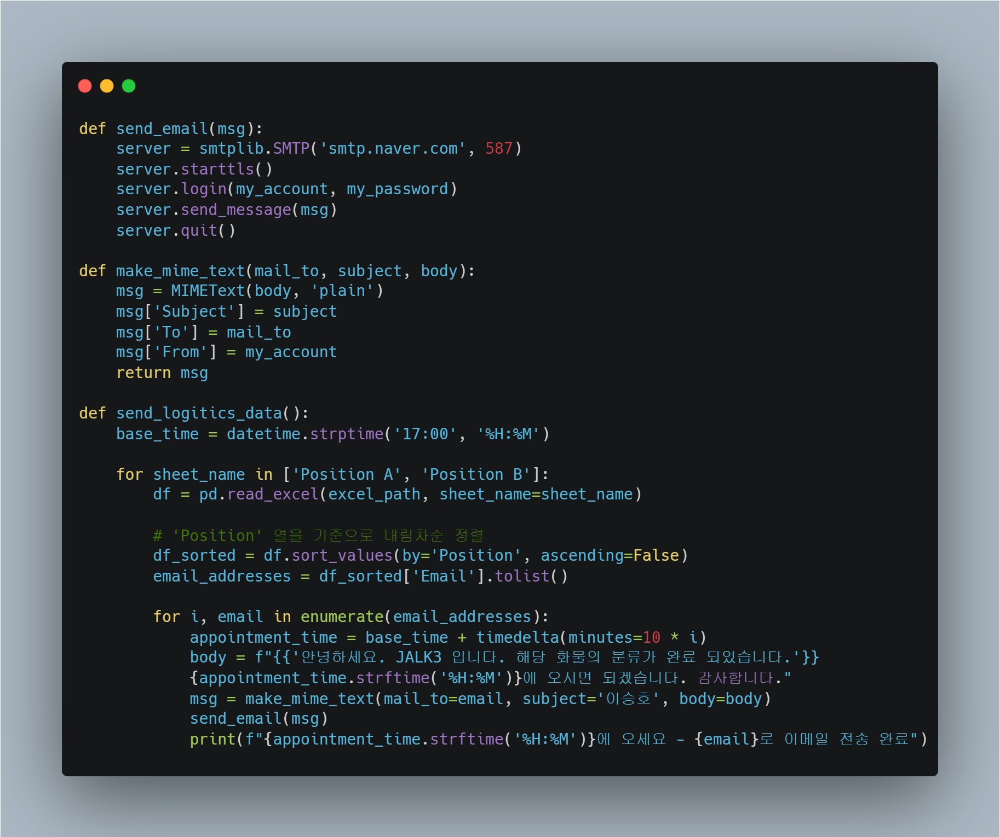 def send_email(msg):
    server = smtplib.SMTP('smtp.naver.com', 587)
    server.starttls()
    server.login(my_account, my_password)
    server.send_message(msg)
    server.quit()

def make_mime_text(mail_to, subject, body):
    msg = MIMEText(body, 'plain')
    msg['Subject'] = subject
    msg['To'] = mail_to
    msg['From'] = my_account
    return msg

def send_logitics_data():
    base_time = datetime.strptime('17:00', '%H:%M')

    for sheet_name in ['Position A', 'Position B']:
        df = pd.read_excel(excel_path, sheet_name=sheet_name)

        # 'Position' 열을 기준으로 내림차순 정렬
        df_sorted = df.sort_values(by='Position', ascending=False)
        email_addresses = df_sorted['Email'].tolist()

        for i, email in enumerate(email_addresses):
            appointment_time = base_time + timedelta(minutes=10 * i)
            body = f"{{'안녕하세요. JALK3 입니다. 해당 화물의 분류가 완료 되었습니다.'}}
            {appointment_time.strftime('%H:%M')}에 오시면 되겠습니다. 감사합니다."
            msg = make_mime_text(mail_to=email, subject='이승호', body=body)
            send_email(msg)
            print(f"{appointment_time.strftime('%H:%M')}에 오세요 - {email}로 이메일 전송 완료")